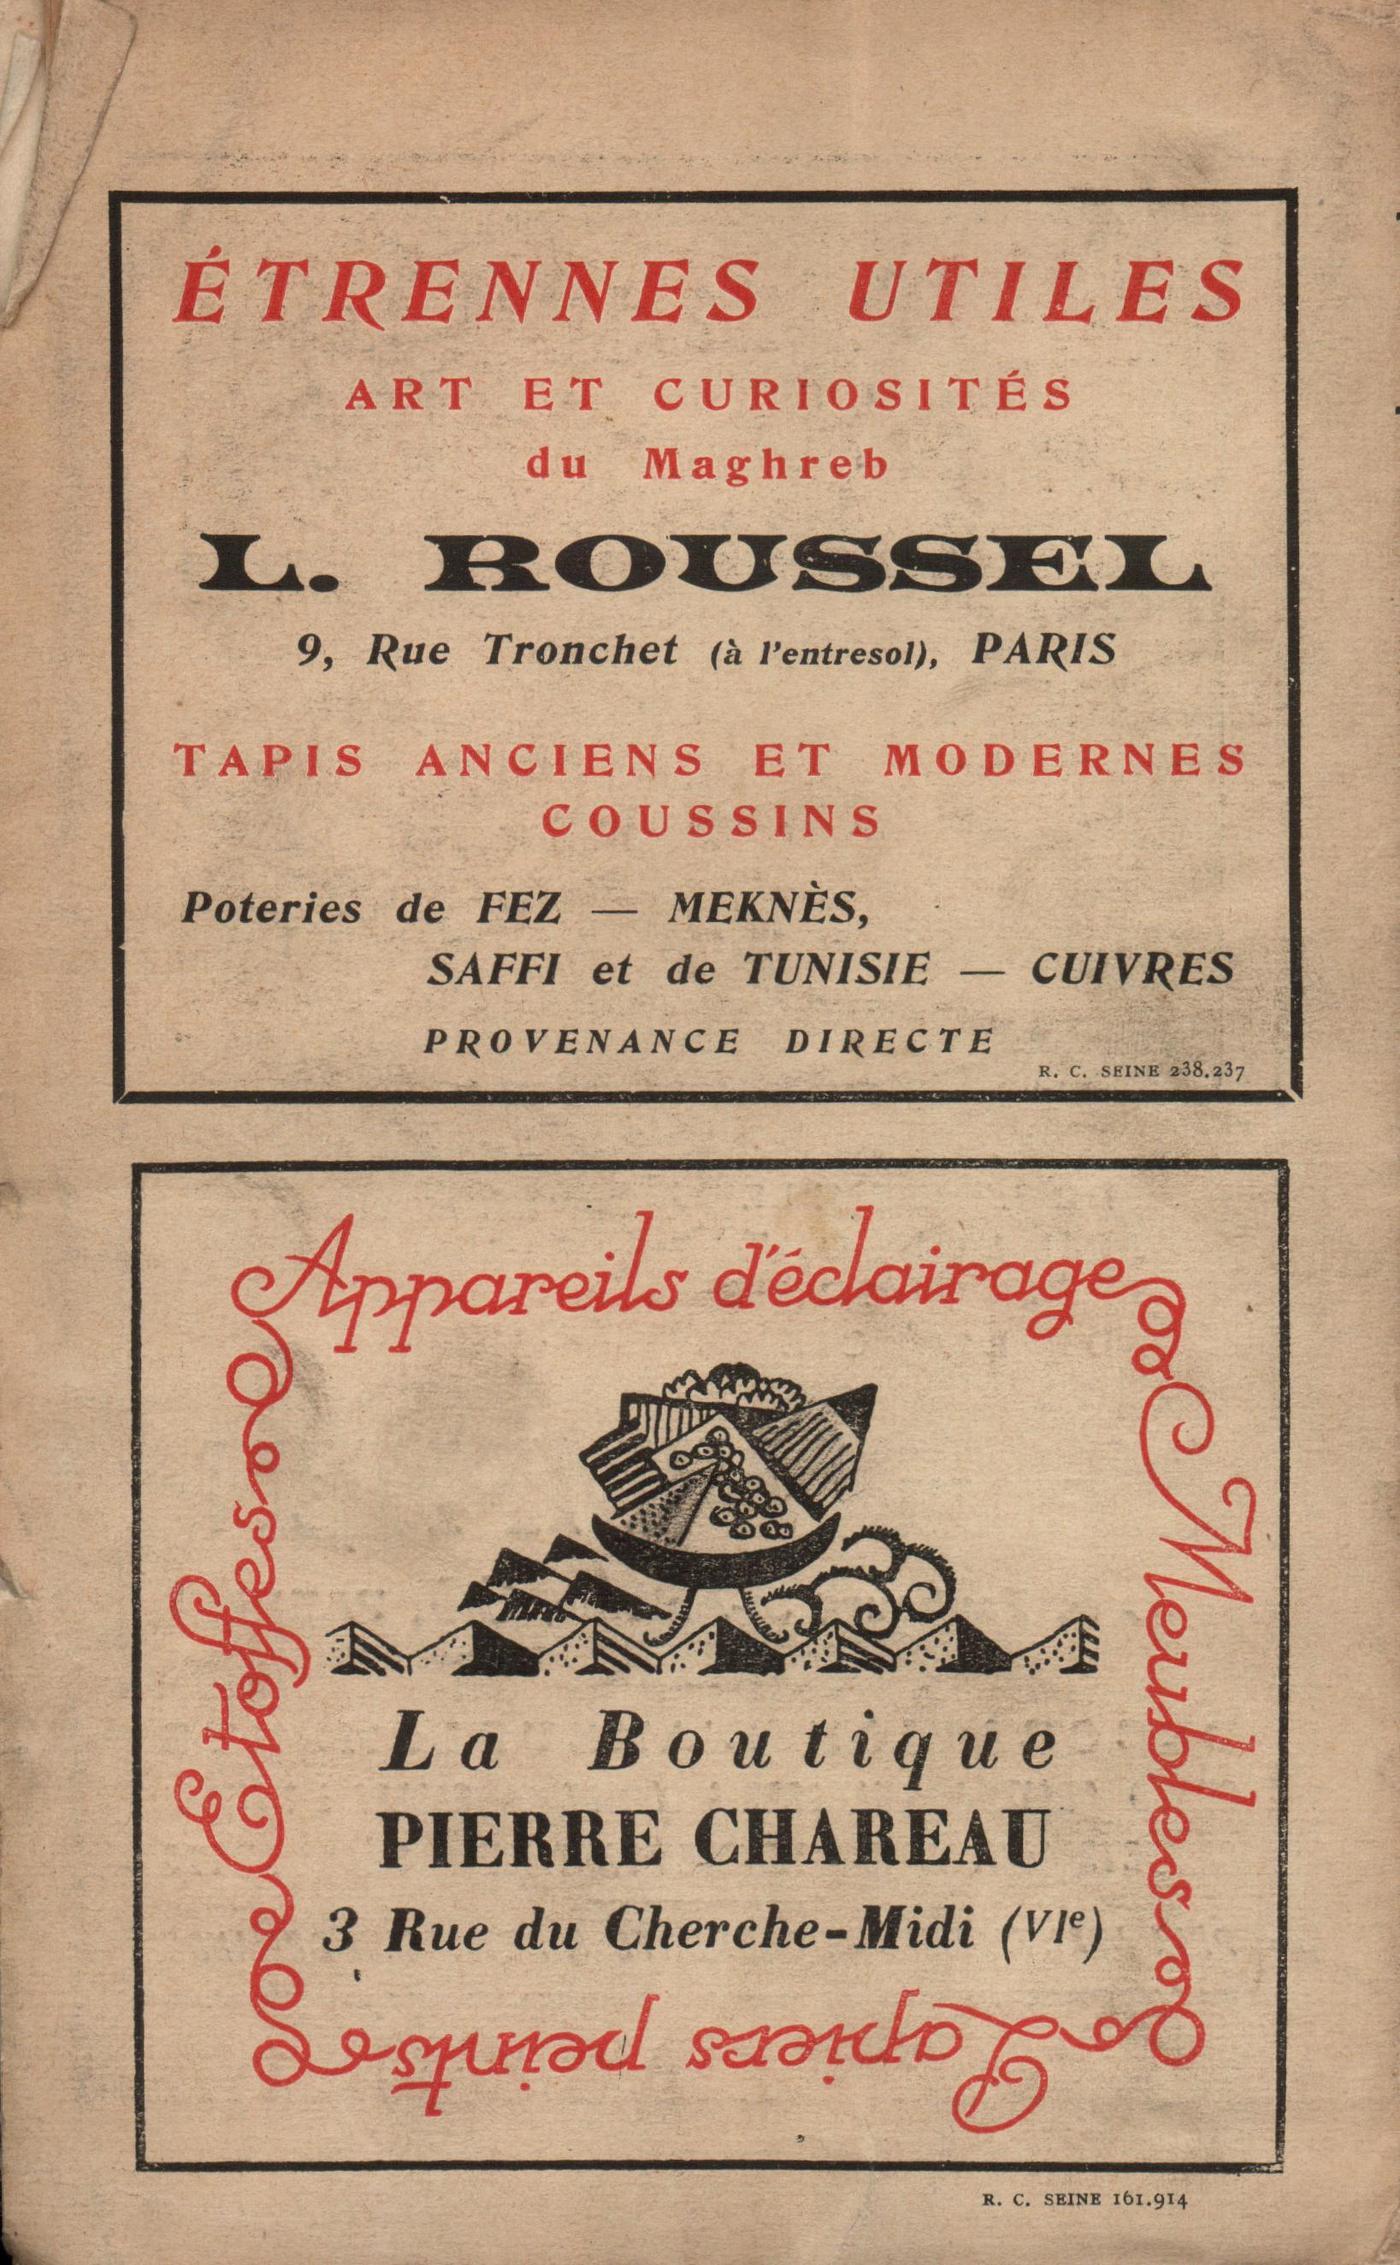 ÉTRENNES UTILES
ART ET CURIOSITÉS
du Maghreb
L. ROUSSEL
9, Rue Tronchet (à l'entresol), PARIS
TAPIS ANCIENS ET MODERNES
COUSSINS
Poteries de FEZ — MEKNÈS,
SAFFI et de TUNISIE — CUIVRES
PROVENANCE DIRECTE
R. C. SEINE 238.237
Appareils d'éclairage
Meubles
Etoffes
La Boutique
PIERRE CHAREAU
3 Rue du Cherche-Midi (VIe)
Papiers peints
R. C. SEINE 161.914